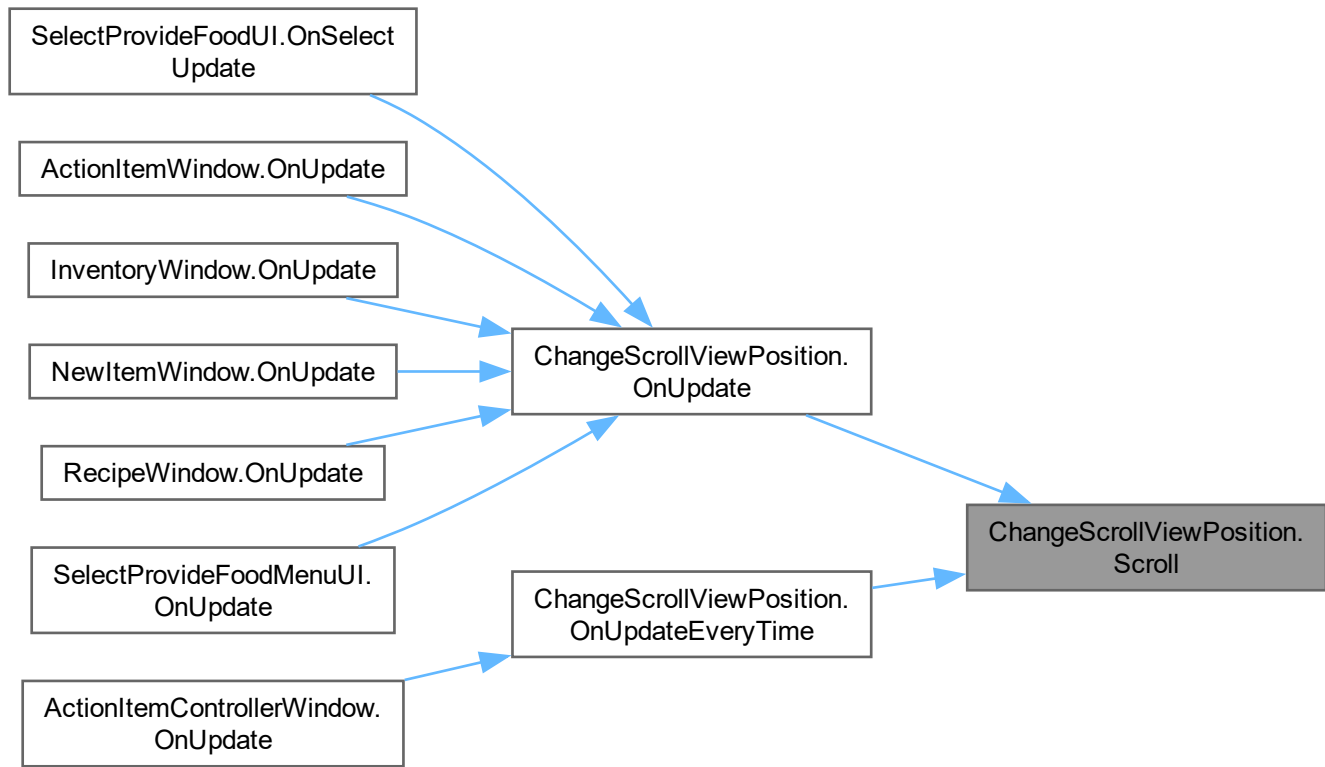 SelectProvideFoodUI.OnSelect
Update
ActionItemWindow.OnUpdate
InventoryWindow.OnUpdate
NewItemWindow.OnUpdate
RecipeWindow.OnUpdate
SelectProvideFoodMenuUI.
OnUpdate
ActionItemControllerWindow.
OnUpdate
ChangeScrollViewPosition.
OnUpdate
ChangeScrollViewPosition.
OnUpdateEveryTime
ChangeScrollViewPosition.
Scroll